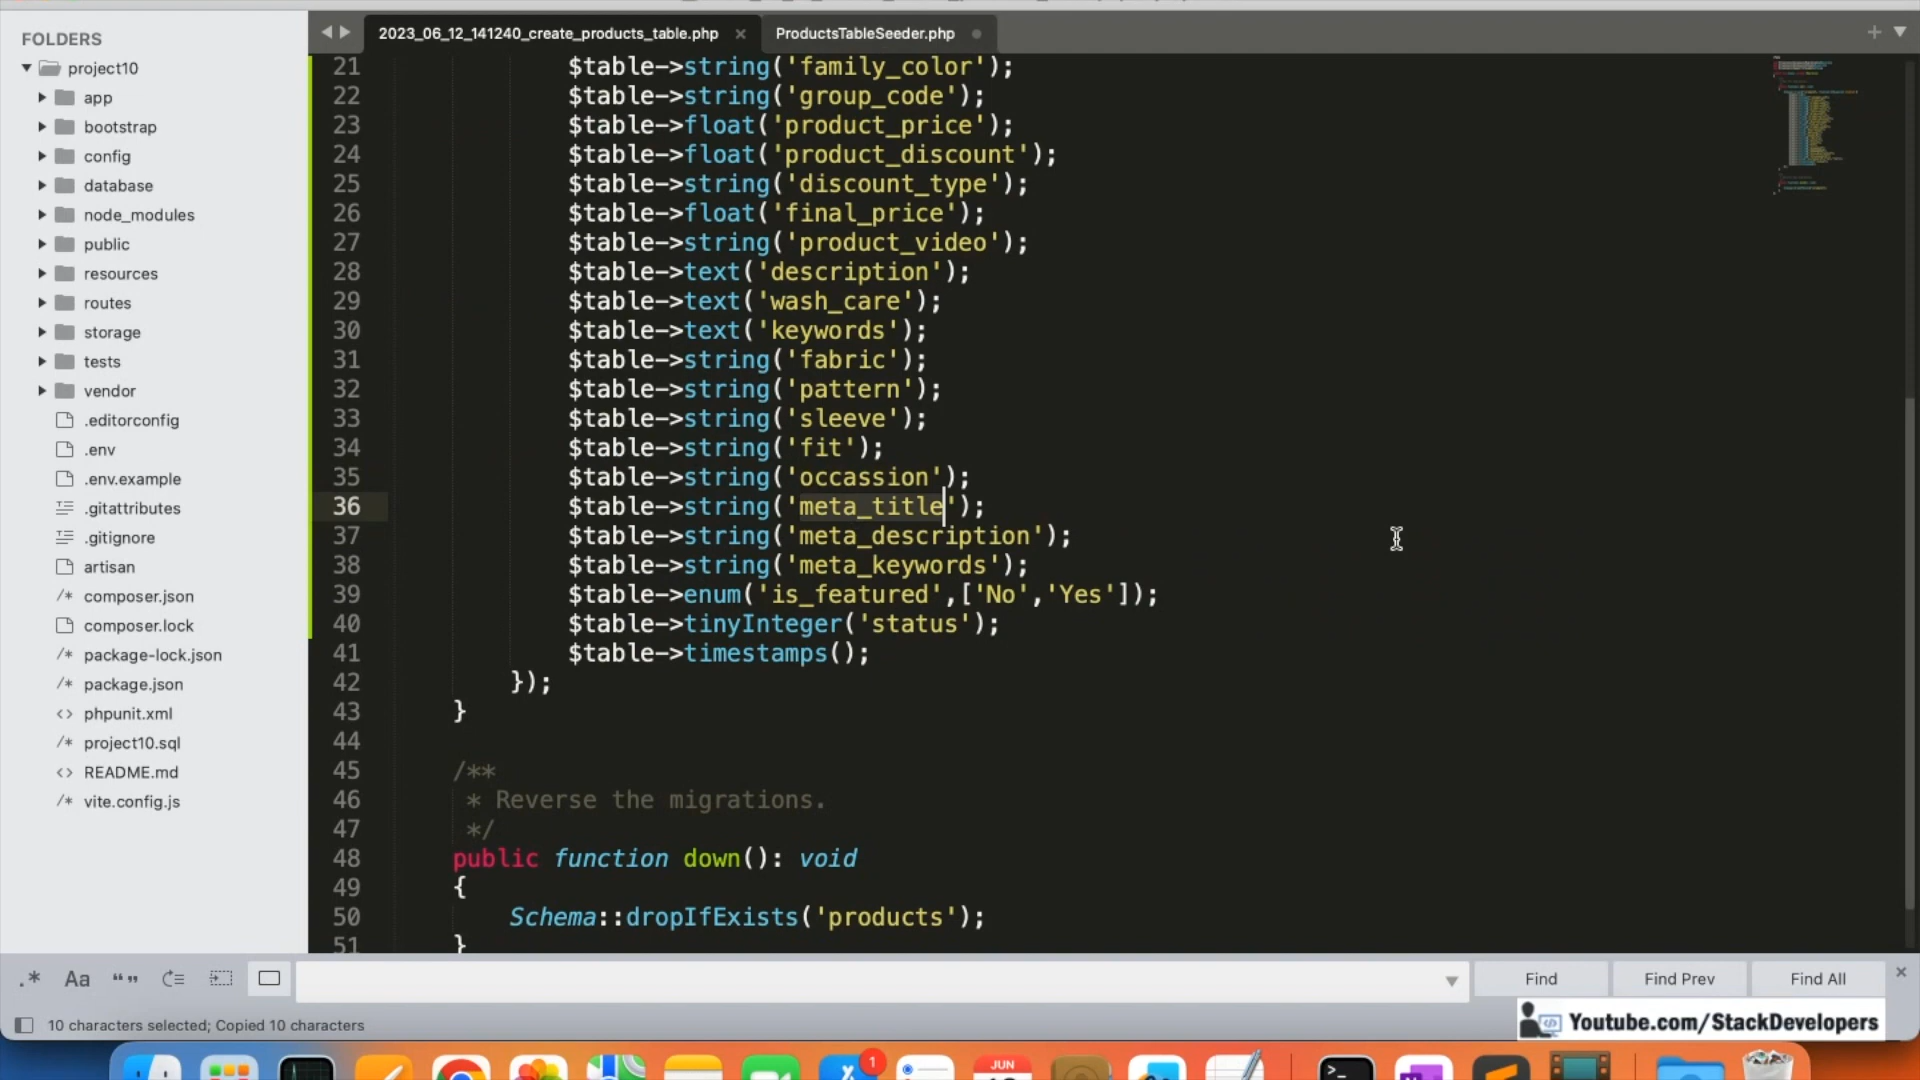 FOLDERS
project10
app
bootstrap
config
database
node_modules
public
resources
routes
storage
tests
vendor
.editorconfig
.env
.env.example
.gitattributes
.gitignore
artisan
composer.json
composer.lock
package-lock.json
package.json
phpunit.xml
project10.sql
README.md
vite.config.js
2023_06_12_141240_create_products_table.php
ProductsTableSeeder.php
21 $table->string('family_color');
22 $table->string('group_code');
23 $table->float('product_price');
24 $table->float('product_discount');
25 $table->string('discount_type');
26 $table->float('final_price');
27 $table->string('product_video');
28 $table->text('description');
29 $table->text('wash_care');
30 $table->text('keywords');
31 $table->string('fabric');
32 $table->string('pattern');
33 $table->string('sleeve');
34 $table->string('fit');
35 $table->string('occassion');
36 $table->string('meta_title');
37 $table->string('meta_description');
38 $table->string('meta_keywords');
39 $table->enum('is_featured',['No','Yes']);
40 $table->tinyInteger('status');
41 $table->timestamps();
42 });
43 }
44
45 /**
46 * Reverse the migrations.
47 */
48 public function down(): void
49 {
50 Schema::dropIfExists('products');
51 }
.* Aa “ ”
Find
Find Prev
Find All
10 characters selected; Copied 10 characters
Youtube.com/StackDevelopers
1
JUN